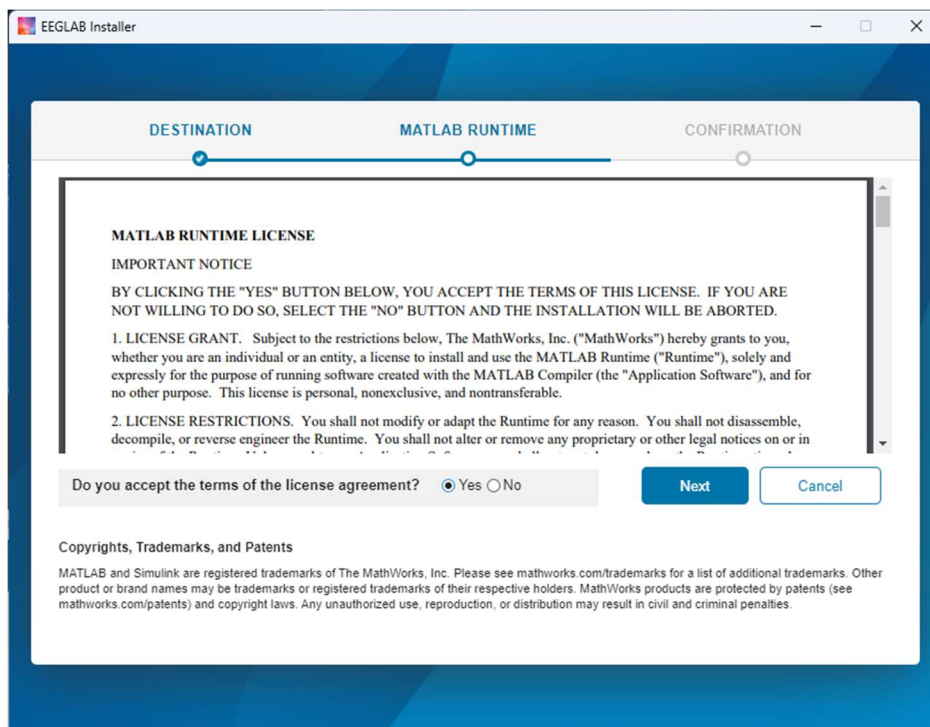 EEGLAB Installer
DESTINATION
MATLAB RUNTIME
CONFIRMATION
MATLAB RUNTIME LICENSE
IMPORTANT NOTICE
BY CLICKING THE "YES" BUTTON BELOW, YOU ACCEPT THE TERMS OF THIS LICENSE. IF YOU ARE
NOT WILLING TO DO SO, SELECT THE "NO" BUTTON AND THE INSTALLATION WILL BE ABORTED.
1. LICENSE GRANT. Subject to the restrictions below, The MathWorks, Inc. ("MathWorks") hereby grants to you,
whether you are an individual or an entity, a license to install and use the MATLAB Runtime ("Runtime"), solely and
expressly for the purpose of running software created with the MATLAB Compiler (the "Application Software"), and for
no other purpose. This license is personal, nonexclusive, and nontransferable.
2. LICENSE RESTRICTIONS. You shall not modify or adapt the Runtime for any reason. You shall not disassemble,
decompile, or reverse engineer the Runtime. You shall not alter or remove any proprietary or other legal notices on or in
Do you accept the terms of the license agreement? Yes No
Next
Cancel
Copyrights, Trademarks, and Patents
MATLAB and Simulink are registered trademarks of The MathWorks, Inc. Please see mathworks.com/trademarks for a list of additional trademarks. Other
product or brand names may be trademarks or registered trademarks of their respective holders. MathWorks products are protected by patents (see
mathworks.com/patents) and copyright laws. Any unauthorized use, reproduction, or distribution may result in civil and criminal penalties.